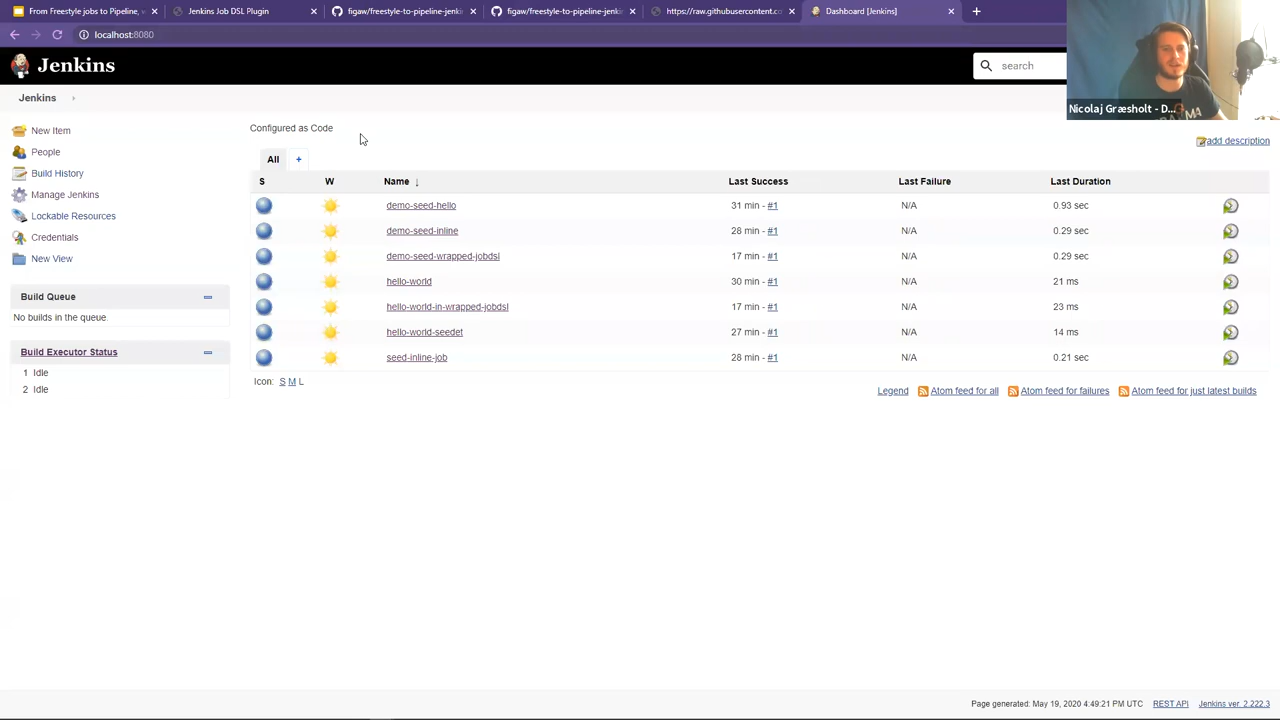 From Freestyle jobs to Pipeline, v
Jenkins Job DSL Plugin
figaw/freestyle-to-pipeline-jenki
figaw/freestyle-to-pipeline-jenki
https://raw.githubusercontent.co
Dashboard [Jenkins]
localhost:8080
Jenkins
search
Nicolaj Græsholt - D...
Jenkins
New Item
People
Build History
Manage Jenkins
Lockable Resources
Credentials
New View
Build Queue
No builds in the queue.
Build Executor Status
1 Idle
2 Idle
Configured as Code
add description
All +
S W Name ↓ Last Success Last Failure Last Duration
demo-seed-hello 31 min - #1 N/A 0.93 sec
demo-seed-inline 28 min - #1 N/A 0.29 sec
demo-seed-wrapped-jobdsl 17 min - #1 N/A 0.29 sec
hello-world 30 min - #1 N/A 21 ms
hello-world-in-wrapped-jobdsl 17 min - #1 N/A 23 ms
hello-world-seedet 27 min - #1 N/A 14 ms
seed-inline-job 28 min - #1 N/A 0.21 sec
Icon: S M L
Legend Atom feed for all Atom feed for failures Atom feed for just latest builds
Page generated: May 19, 2020 4:49:21 PM UTC REST API Jenkins ver. 2.222.3